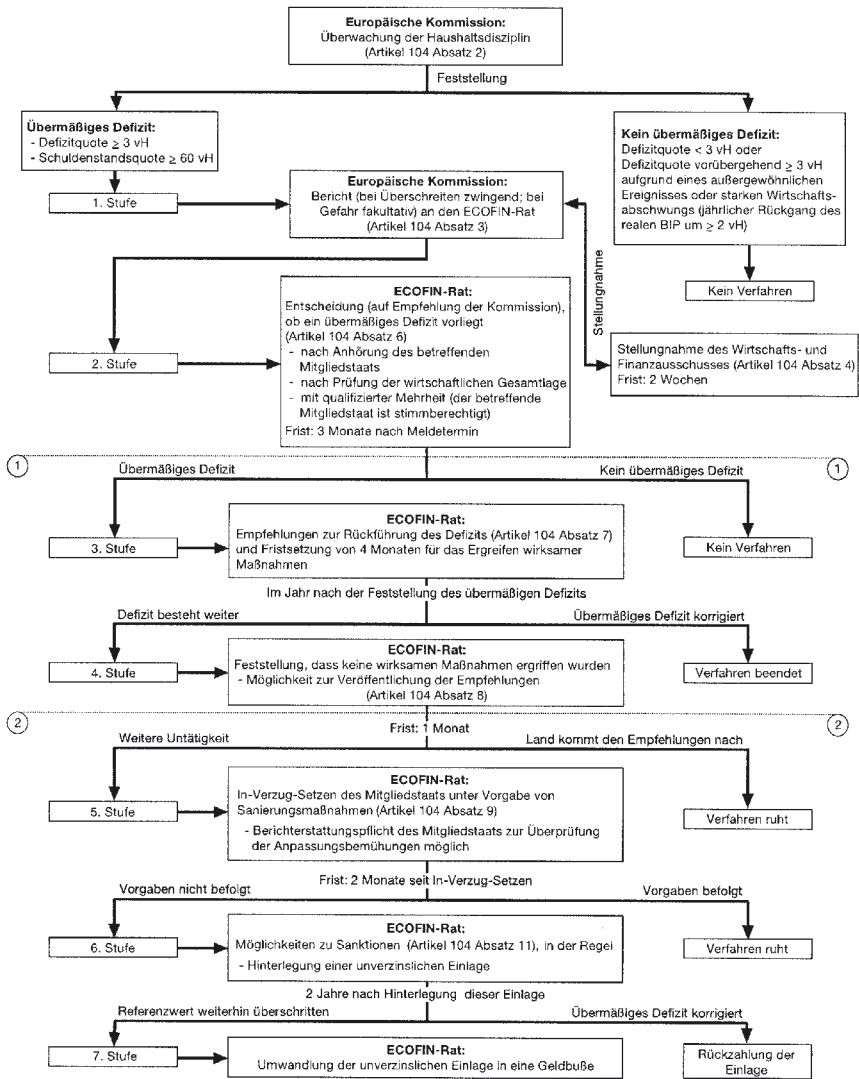 Europäische Kommission:
Überwachung der Haushaltsdisziplin
(Artikel 104 Absatz 2)
Feststellung
Übermäßiges Defizit:
- Defizitquote ≥ 3 vH
- Schuldenstandsquote ≥ 60 vH
Kein übermäßiges Defizit:
Defizitquote < 3 vH oder
Defizitquote vorübergehend ≥ 3 vH
aufgrund eines außergewöhnlichen
Ereignisses oder starken Wirtschafts-
abschwungs (jährlicher Rückgang des
realen BIP um ≥ 2 vH)
1. Stufe
Europäische Kommission:
Bericht (bei Überschreiten zwingend; bei
Gefahr fakultativ) an den ECOFIN-Rat
(Artikel 104 Absatz 3)
Kein Verfahren
Stellungnahme
2. Stufe
ECOFIN-Rat:
Entscheidung (auf Empfehlung der Kommission),
ob ein übermäßiges Defizit vorliegt
(Artikel 104 Absatz 6)
- nach Anhörung des betreffenden
Mitgliedstaats
- nach Prüfung der wirtschaftlichen Gesamtlage
- mit qualifizierter Mehrheit (der betreffende
Mitgliedstaat ist stimmberechtigt)
Frist: 3 Monate nach Meldetermin
Stellungnahme des Wirtschafts- und
Finanzausschusses (Artikel 104 Absatz 4)
Frist: 2 Wochen
1 1
Übermäßiges Defizit Kein übermäßiges Defizit
3. Stufe
ECOFIN-Rat:
Empfehlungen zur Rückführung des Defizits (Artikel 104 Absatz 7)
und Fristsetzung von 4 Monaten für das Ergreifen wirksamer
Maßnahmen
Kein Verfahren
Im Jahr nach der Feststellung des übermäßigen Defizits
Defizit besteht weiter Übermäßiges Defizit korrigiert
4. Stufe
ECOFIN-Rat:
Feststellung, dass keine wirksamen Maßnahmen ergriffen wurden
- Möglichkeit zur Veröffentlichung der Empfehlungen
(Artikel 104 Absatz 8)
Verfahren beendet
2 2
Frist: 1 Monat
Weitere Untätigkeit Land kommt den Empfehlungen nach
5. Stufe
ECOFIN-Rat:
In-Verzug-Setzen des Mitgliedstaats unter Vorgabe von
Sanierungsmaßnahmen (Artikel 104 Absatz 9)
- Berichterstattungspflicht des Mitgliedstaats zur Überprüfung
der Anpassungsbemühungen möglich
Verfahren ruht
Frist: 2 Monate seit In-Verzug-Setzen
Vorgaben nicht befolgt Vorgaben befolgt
6. Stufe
ECOFIN-Rat:
Möglichkeiten zu Sanktionen (Artikel 104 Absatz 11), in der Regel
- Hinterlegung einer unverzinslichen Einlage
Verfahren ruht
2 Jahre nach Hinterlegung dieser Einlage
Referenzwert weiterhin überschritten Übermäßiges Defizit korrigiert
7. Stufe
ECOFIN-Rat:
Umwandlung der unverzinslichen Einlage in eine Geldbuße
Rückzahlung der
Einlage